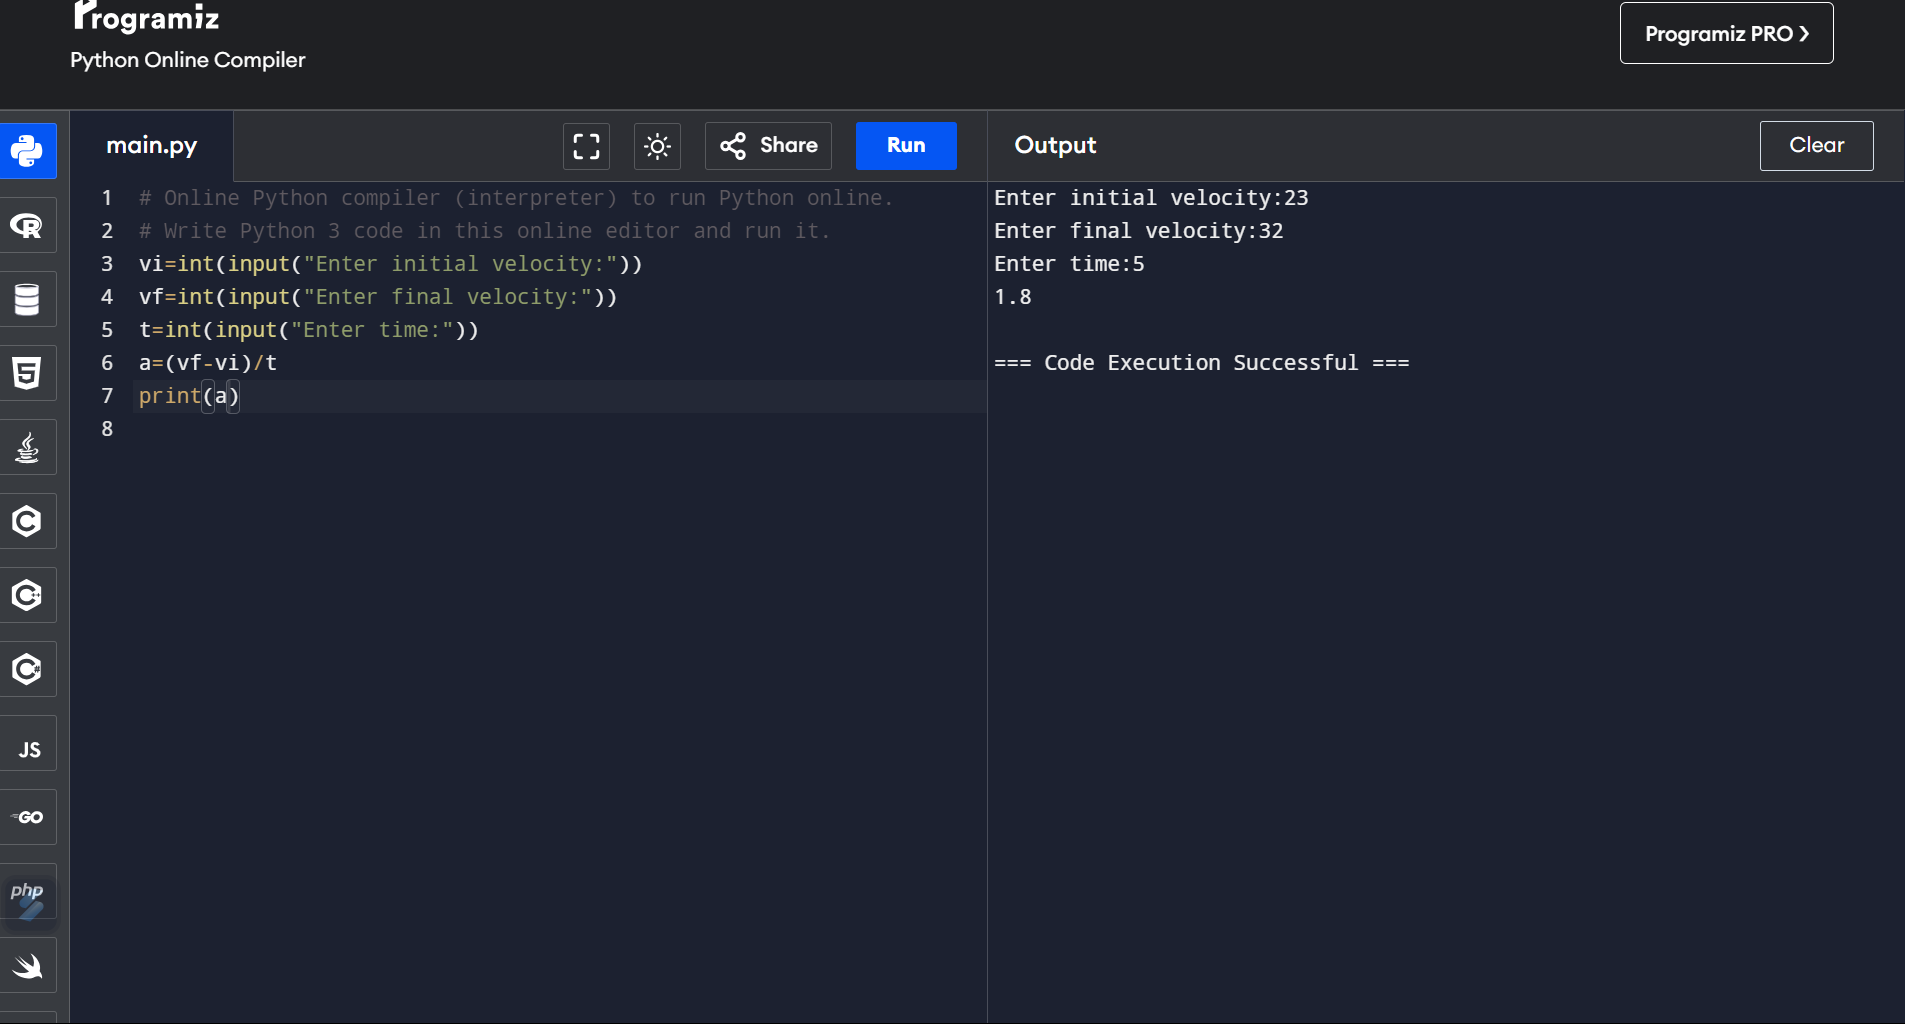 Programiz
Python Online Compiler
Programiz PRO ❯
main.py
Share
Run
Output
Clear
1 # Online Python compiler (interpreter) to run Python online.
2 # Write Python 3 code in this online editor and run it.
3 vi=int(input("Enter initial velocity:"))
4 vf=int(input("Enter final velocity:"))
5 t=int(input("Enter time:"))
6 a=(vf-vi)/t
7 print(a)
8
Enter initial velocity:23
Enter final velocity:32
Enter time:5
1.8
=== Code Execution Successful ===
R
5
C
C++
C#
JS
GO
php